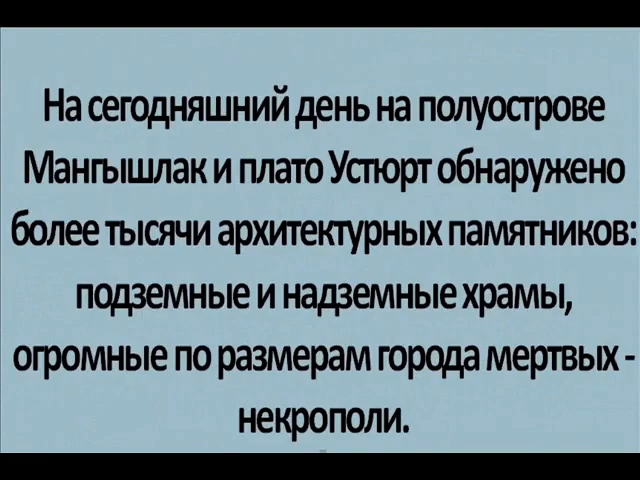 На сегодняшний день на полуострове
Мангышлак и плато Устюрт обнаружено
более тысячи архитектурных памятников:
подземные и надземные храмы,
огромные по размерам города мертвых -
некрополи.